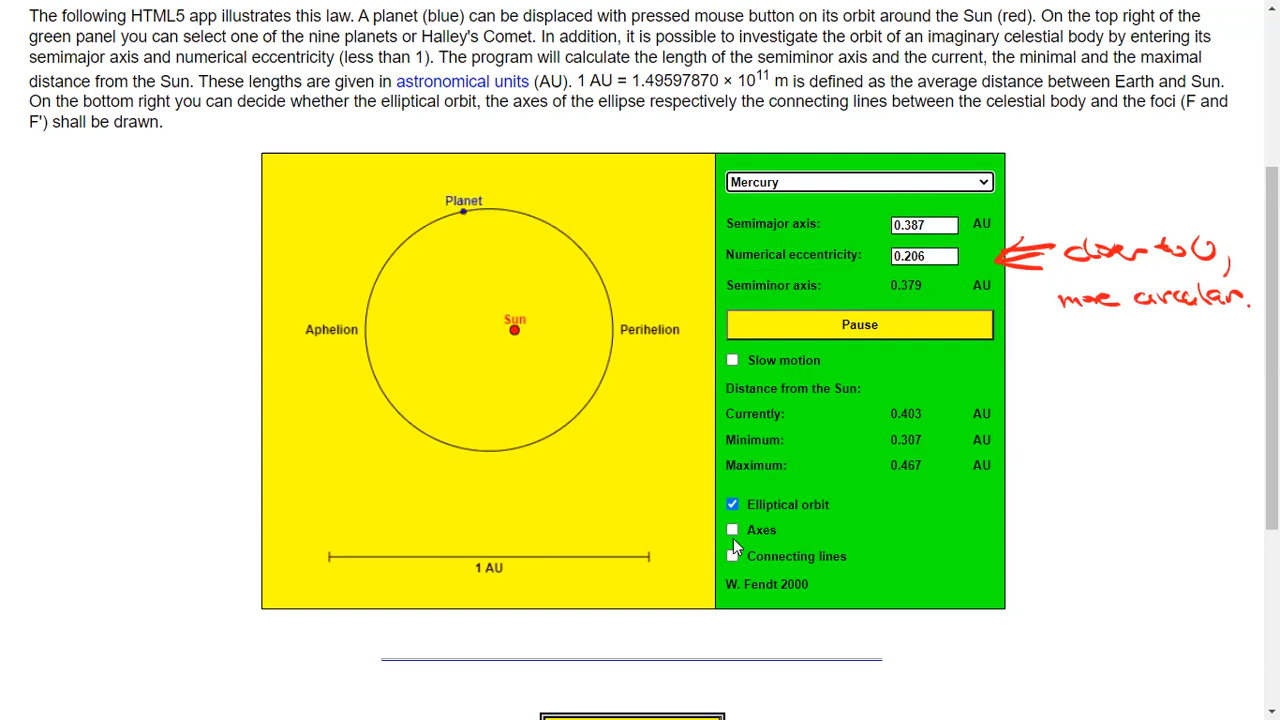 The following HTML5 app illustrates this law. A planet (blue) can be displaced with pressed mouse button on its orbit around the Sun (red). On the top right of the
green panel you can select one of the nine planets or Halley's Comet. In addition, it is possible to investigate the orbit of an imaginary celestial body by entering its
semimajor axis and numerical eccentricity (less than 1). The program will calculate the length of the semiminor axis and the current, the minimal and the maximal
distance from the Sun. These lengths are given in astronomical units (AU). 1 AU = 1.49597870 × 10¹¹ m is defined as the average distance between Earth and Sun.
On the bottom right you can decide whether the elliptical orbit, the axes of the ellipse respectively the connecting lines between the celestial body and the foci (F and
F') shall be drawn.
Planet
Sun
Aphelion
Perihelion
1 AU
Mercury
Semimajor axis: 0.387 AU
Numerical eccentricity: 0.206
Semiminor axis: 0.379 AU
Pause
Slow motion
Distance from the Sun:
Currently: 0.403 AU
Minimum: 0.307 AU
Maximum: 0.467 AU
Elliptical orbit
Axes
Connecting lines
W. Fendt 2000
closer to 0,
more circular.